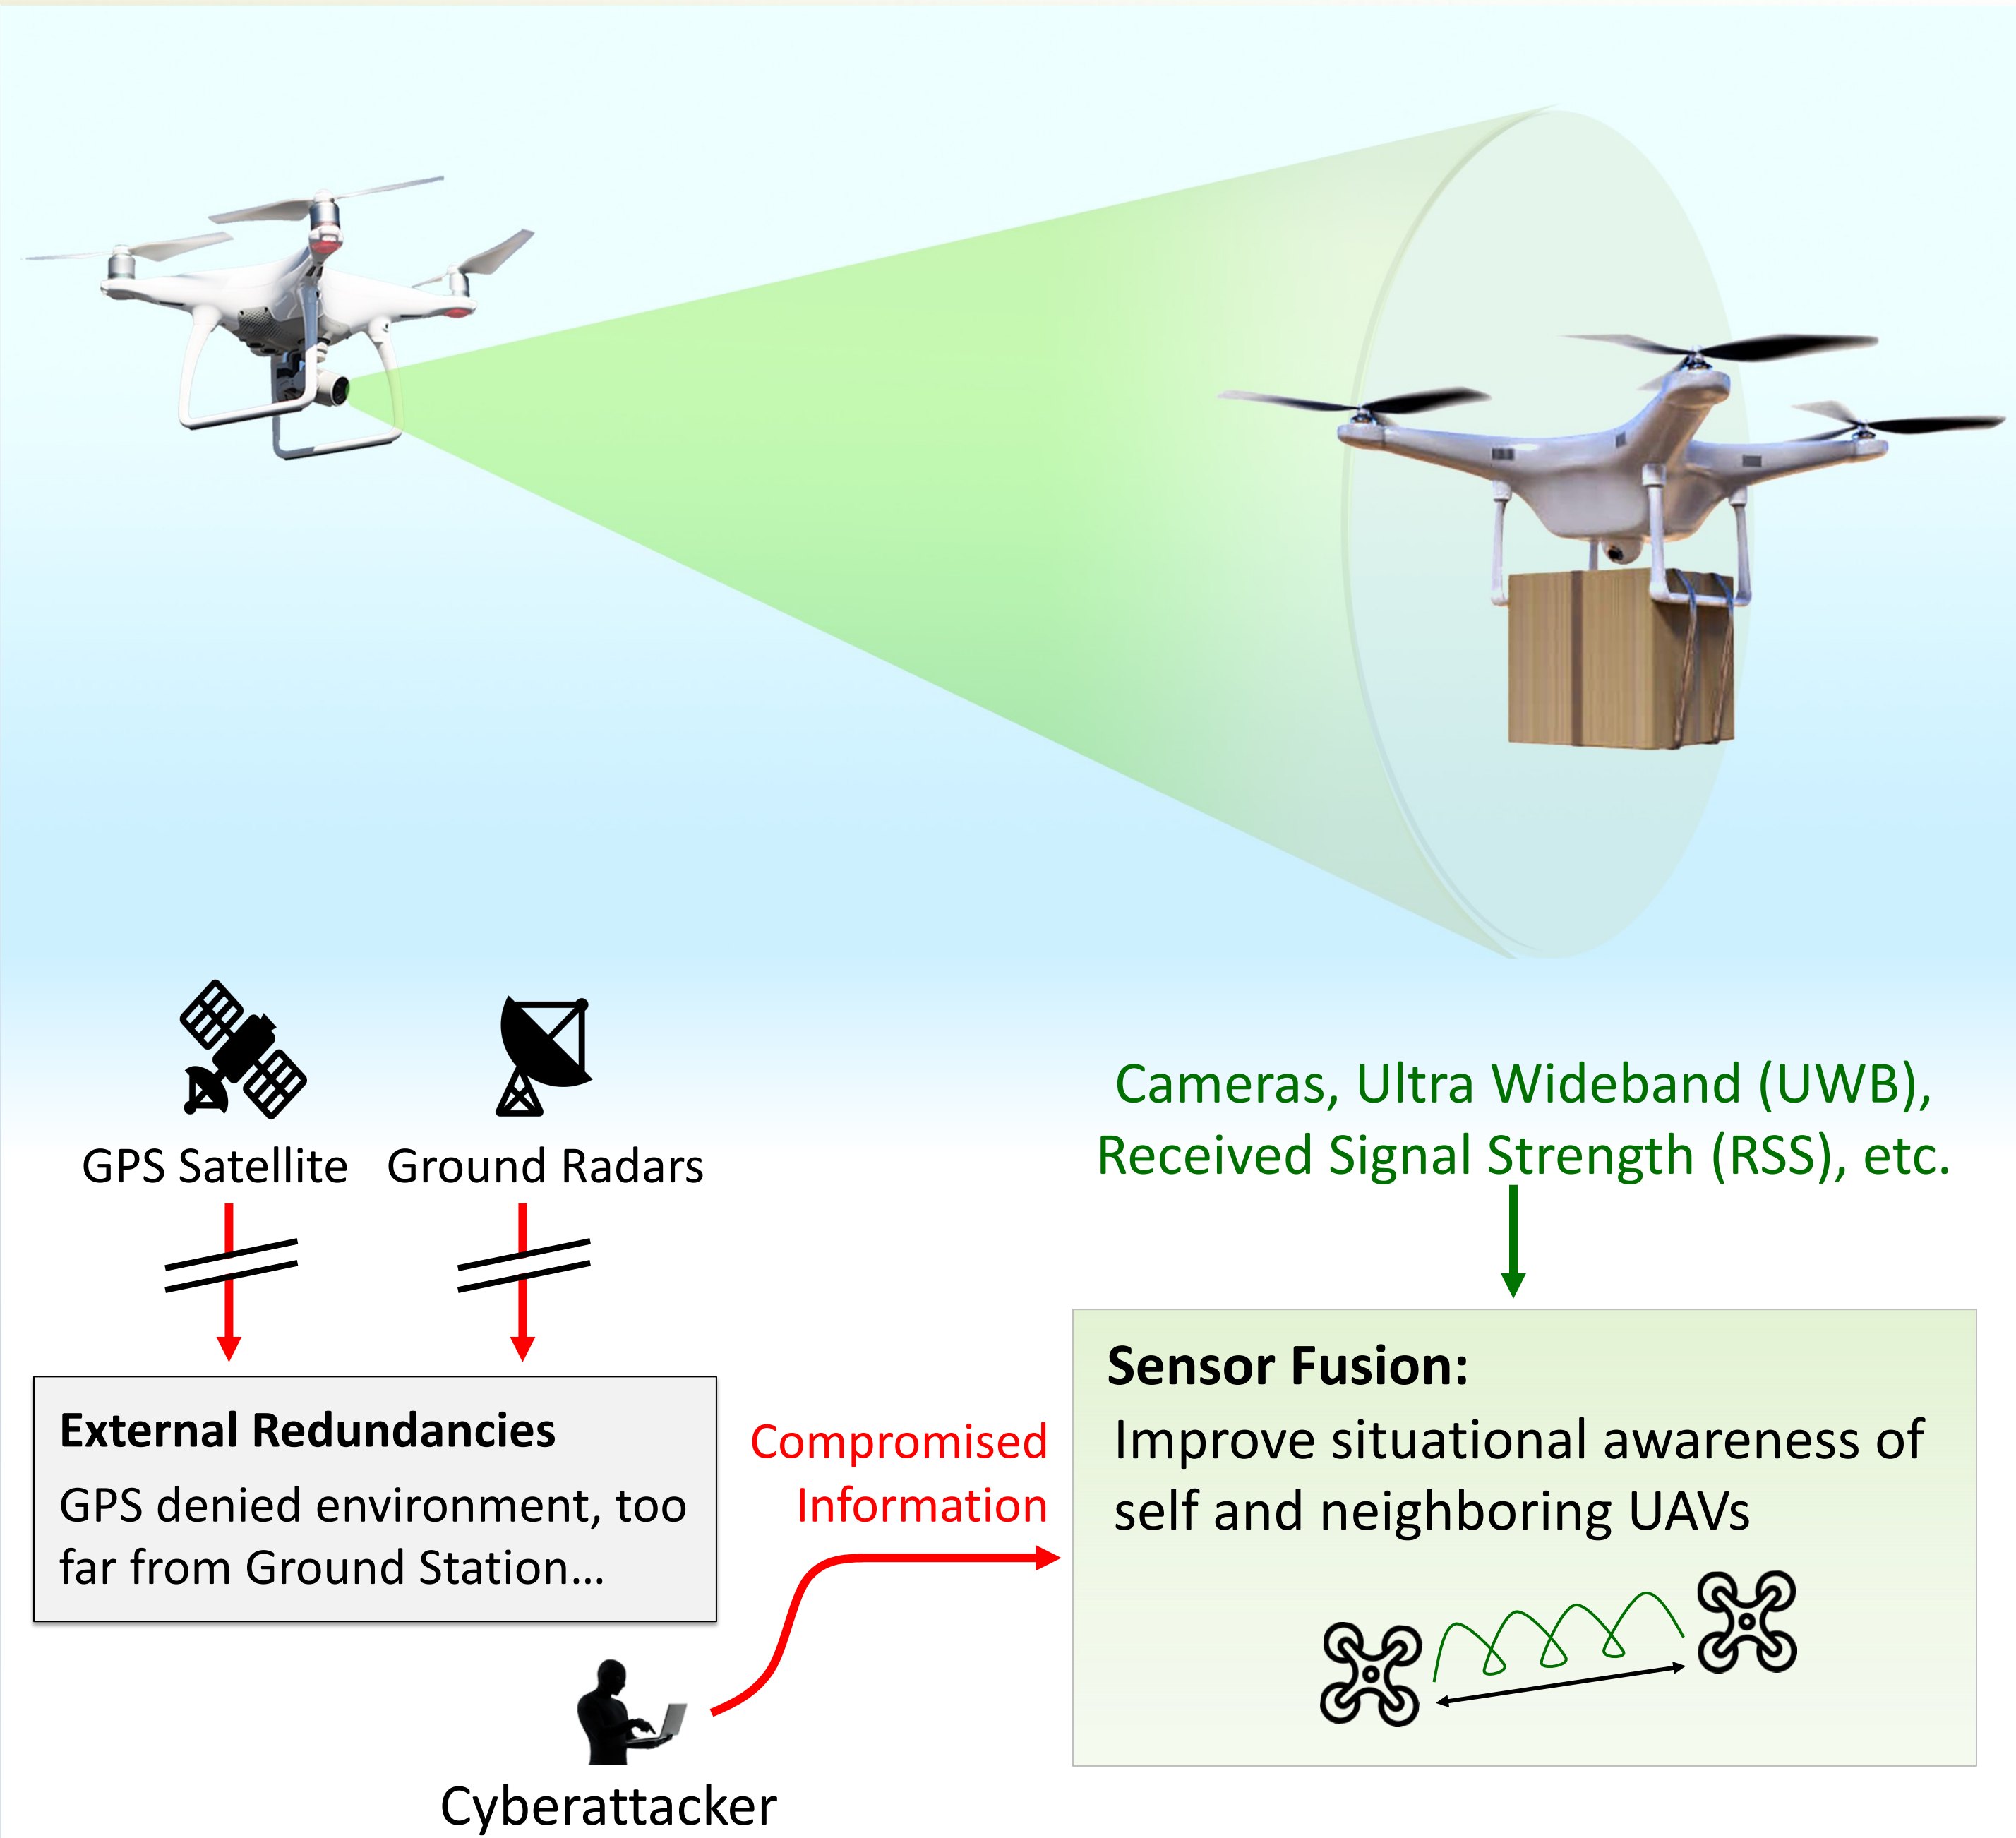 GPS Satellite
Ground Radars
Cameras, Ultra Wideband (UWB),
Received Signal Strength (RSS), etc.
External Redundancies
GPS denied environment, too
far from Ground Station...
Compromised
Information
Sensor Fusion:
Improve situational awareness of
self and neighboring UAVs
Cyberattacker